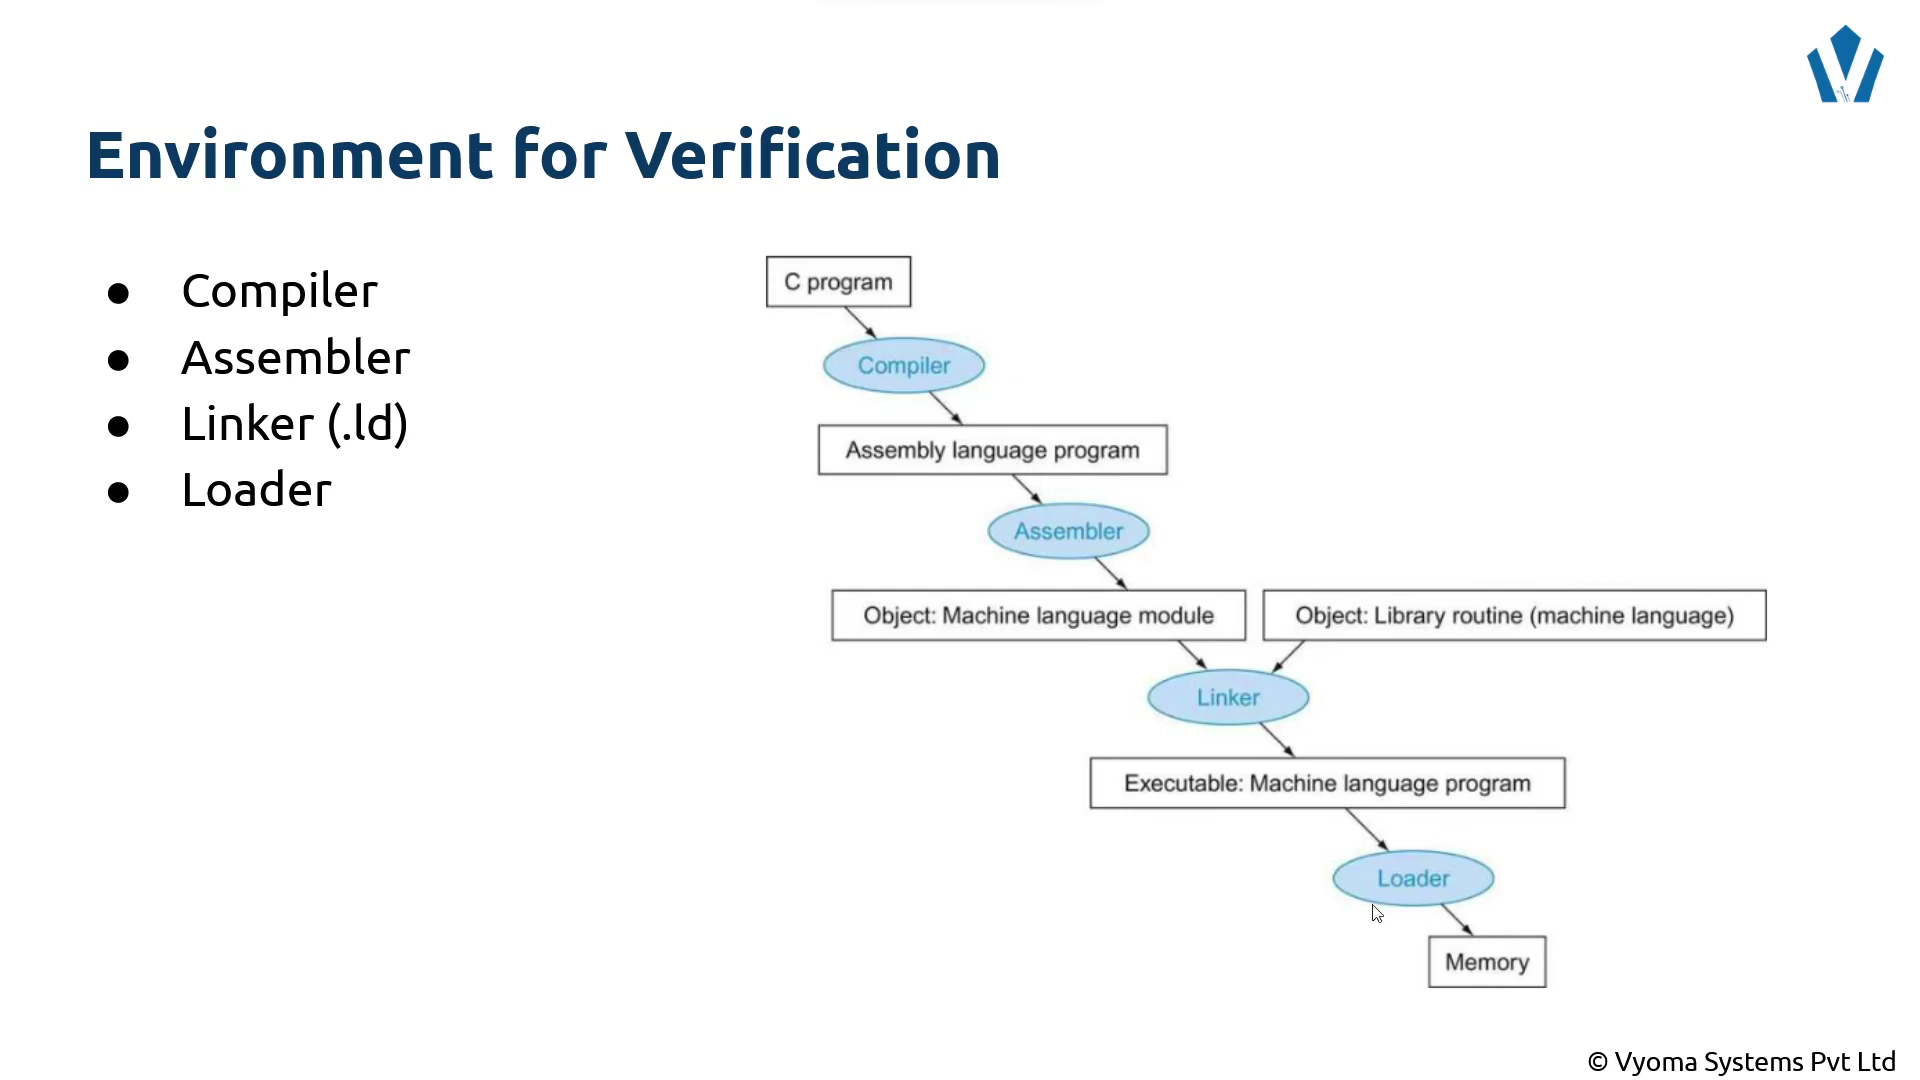 Environment for Verification
● Compiler
● Assembler
● Linker (.ld)
● Loader
C program
Compiler
Assembly language program
Assembler
Object: Machine language module
Object: Library routine (machine language)
Linker
Executable: Machine language program
Loader
Memory
© Vyoma Systems Pvt Ltd